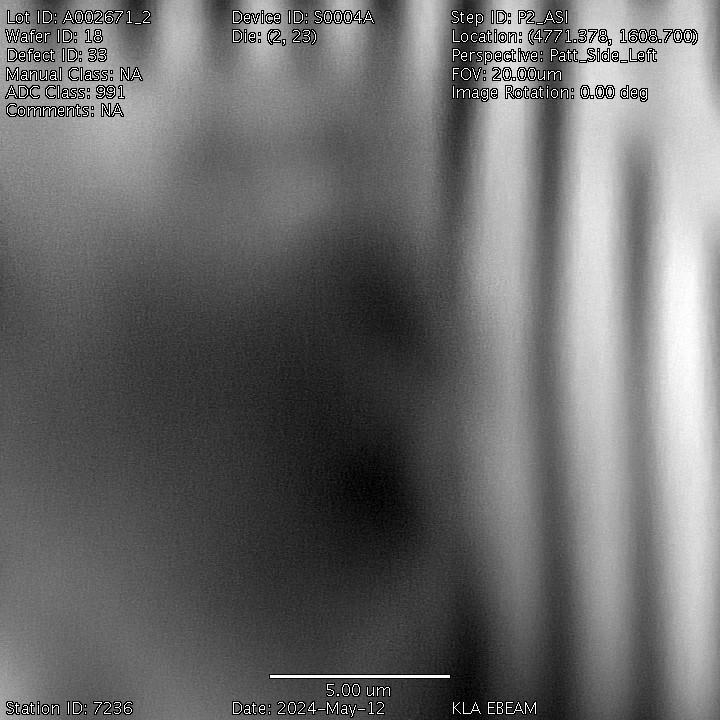 Lot ID: A002671_2
Wafer ID: 18
Defect ID: 33
Manual Class: NA
ADC Class: 991
Comments: NA
Device ID: S0004A
Die: (2, 23)
Step ID: P2_ASI
Location: (4771.378, 1608.700)
Perspective: Patt_Side_Left
FOV: 20.00um
Image Rotation: 0.00 deg
5.00 um
Station ID: 7236
Date: 2024-May-12
KLA EBEAM